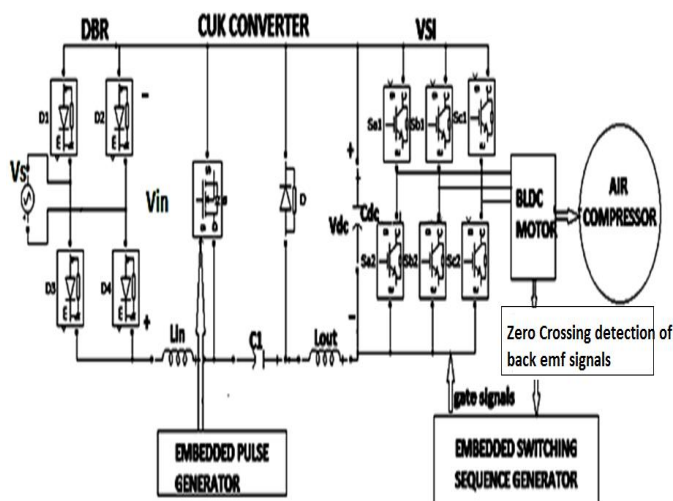 DBR
CUK CONVERTER
VSI
D1
D2
-
Sa1
Sb1
Sc1
Vs
Vin
D
+
Cdc
Vdc
BLDC
MOTOR
AIR
COMPRESSOR
D3
D4
+
Sa2
Sb2
Sc2
-
Lin
C1
Lout
Zero Crossing detection of
back emf signals
gate signals
EMBEDDED PULSE
GENERATOR
EMBEDDED SWITCHING
SEQUENCE GENERATOR